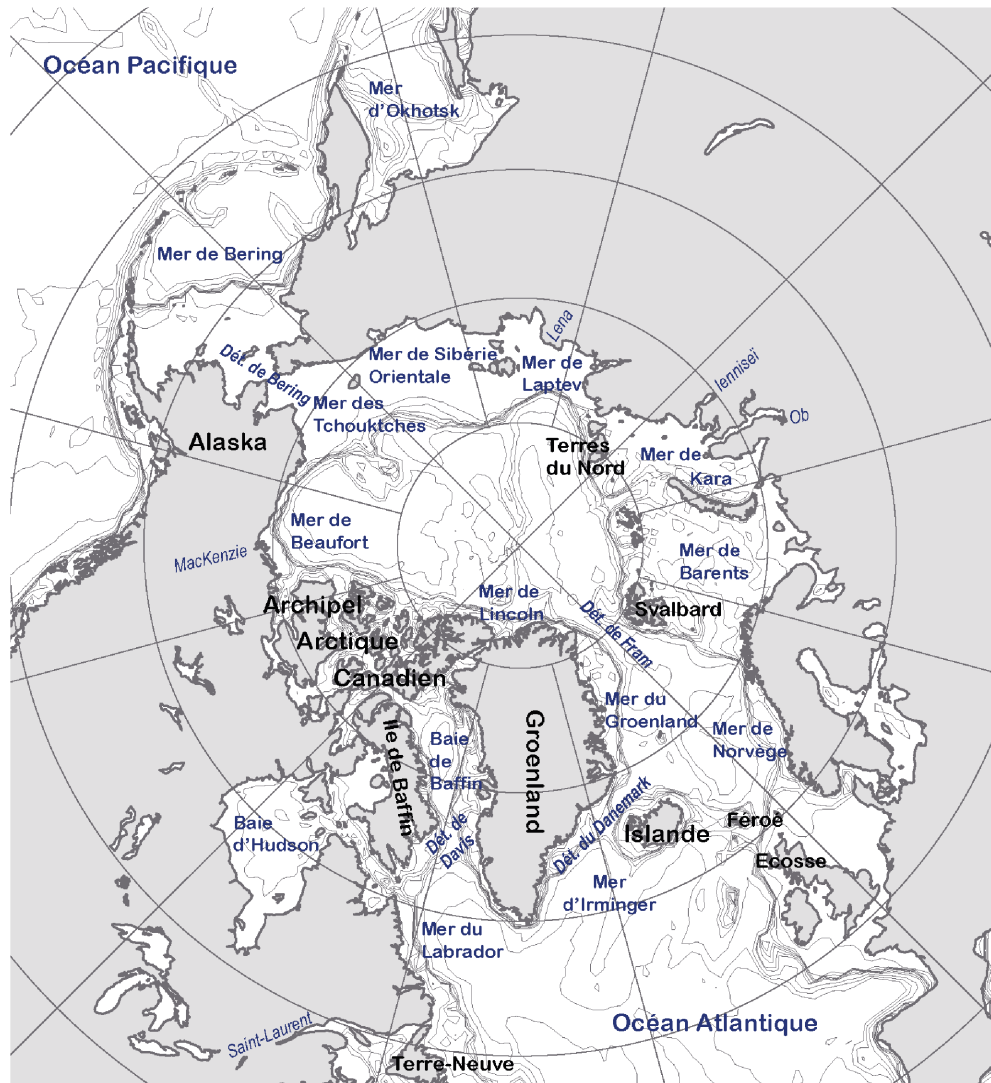 Océan Pacifique
Mer
d'Okhotsk
Mer de Bering
Dét. de Bering
Mer de Sibérie
Orientale
Mer de
Laptev
Lena
Ienniseï
Ob
Mer des
Tchouktches
Alaska
Terres
du Nord
Mer de
Kara
Mer de
Beaufort
MacKenzie
Mer de
Barents
Mer de
Lincoln
Archipel
Arctique
Canadien
Svalbard
Dét. de Fram
Mer du
Groenland
Mer de
Norvège
Groenland
Ile de Baffin
Baie
de
Baffin
Dét. de
Davis
Dét. du Danemark
Islande
Féroé
Ecosse
Baie
d'Hudson
Mer
d'Irminger
Mer du
Labrador
Océan Atlantique
Saint-Laurent
Terre-Neuve